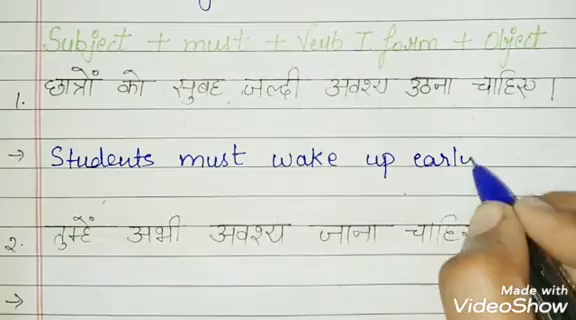 Subject + must + Verb I form + Object
1. छात्रों को सुबह जल्दी अवश्य उठना चाहिए ।
→ Students must wake up early
2. तुम्हें अभी अवश्य जाना
→
Made with
VideoShow